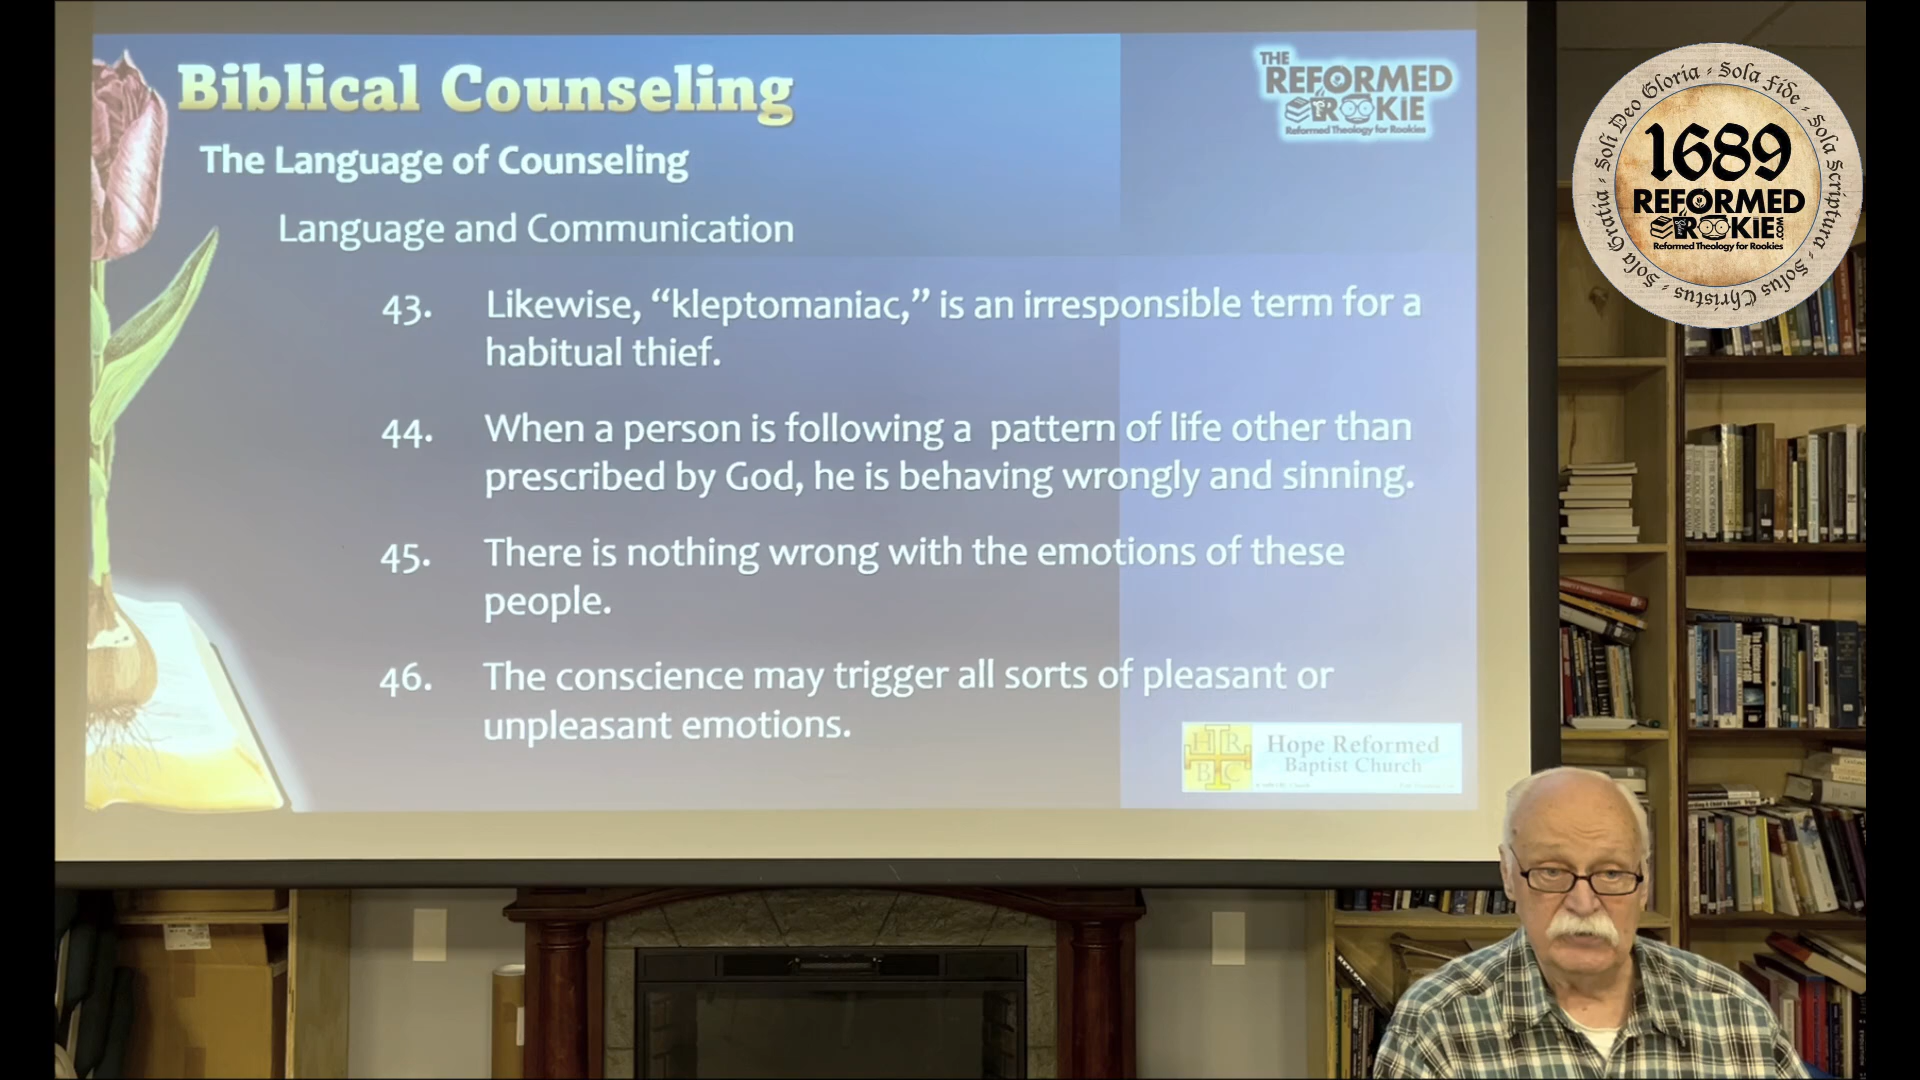 Biblical Counseling
The Language of Counseling
Language and Communication
43. Likewise, “kleptomaniac,” is an irresponsible term for a
habitual thief.
44. When a person is following a pattern of life other than
prescribed by God, he is behaving wrongly and sinning.
45. There is nothing wrong with the emotions of these
people.
46. The conscience may trigger all sorts of pleasant or
unpleasant emotions.
THE
REFORMED
ROOKIE
Reformed Theology for Rookies
HR
BC
Hope Reformed
Baptist Church
Sola Gratia - Soli Deo Gloria - Sola Fide - Sola Scriptura - Solus Christus -
1689
REFORMED
ROOKIE.COM
Reformed Theology for Rookies